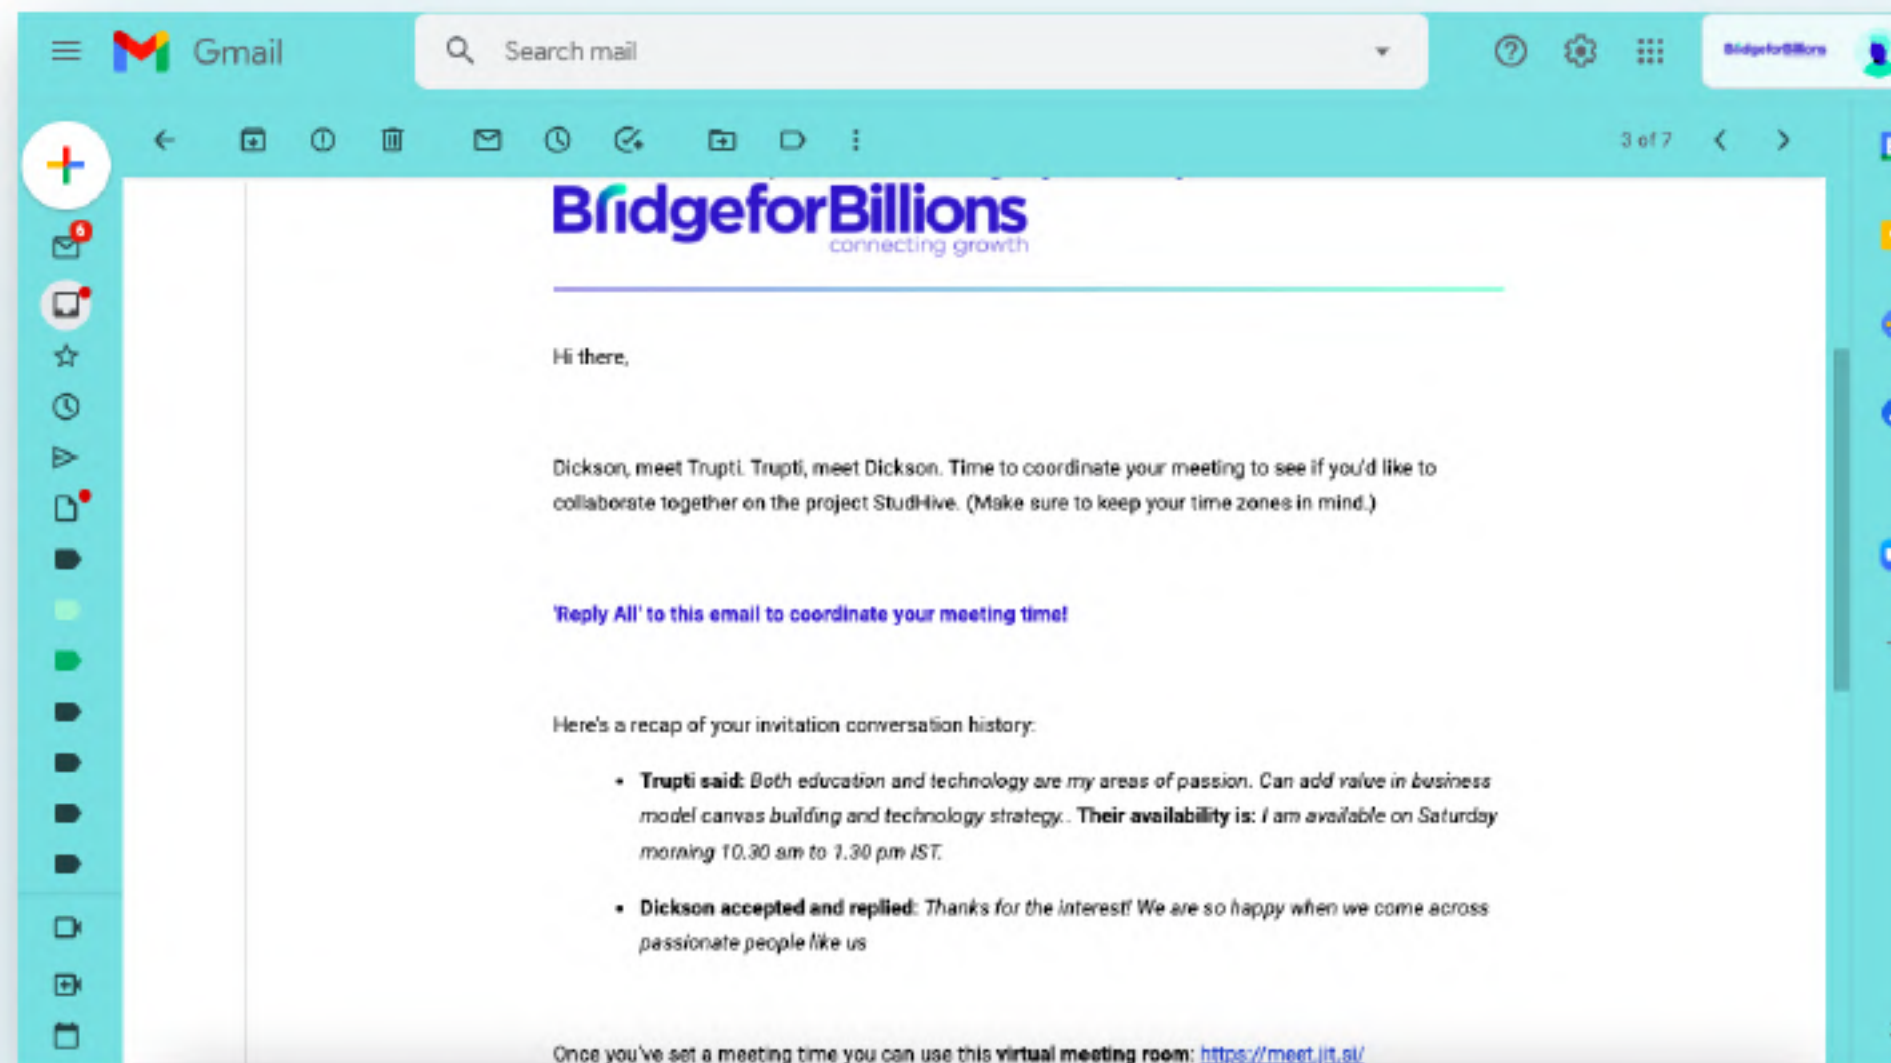 Gmail
Search mail
BridgeforBillions
3 of 7
6
BridgeforBillions
connecting growth
Hi there,
Dickson, meet Trupti. Trupti, meet Dickson. Time to coordinate your meeting to see if you'd like to
collaborate together on the project StudHive. (Make sure to keep your time zones in mind.)
'Reply All' to this email to coordinate your meeting time!
Here's a recap of your invitation conversation history:
• Trupti said: Both education and technology are my areas of passion. Can add value in business
model canvas building and technology strategy.. Their availability is: I am available on Saturday
morning 10.30 am to 1.30 pm IST.
• Dickson accepted and replied: Thanks for the interest! We are so happy when we come across
passionate people like us
Once you've set a meeting time you can use this virtual meeting room: https://meet.jit.si/